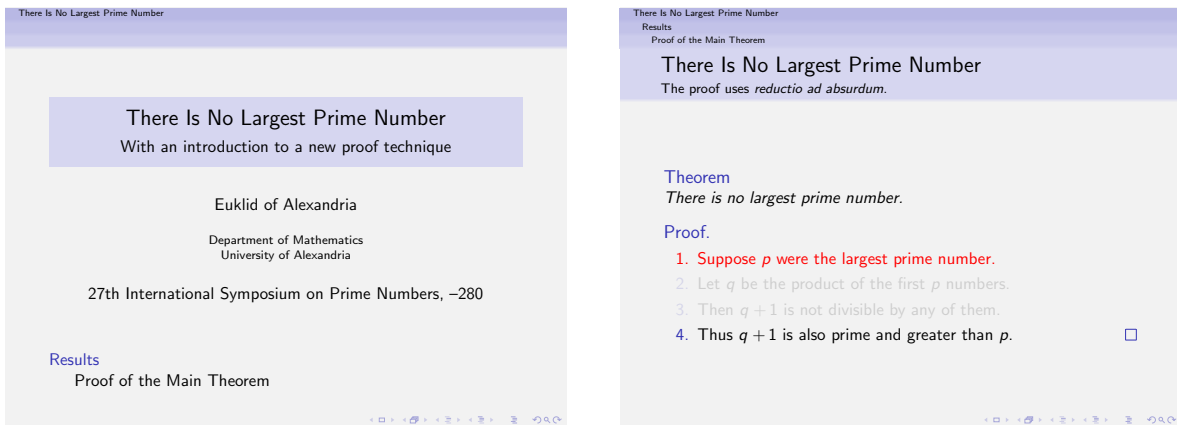 There Is No Largest Prime Number
There Is No Largest Prime Number
With an introduction to a new proof technique
Euklid of Alexandria
Department of Mathematics
University of Alexandria
27th International Symposium on Prime Numbers, –280
Results
Proof of the Main Theorem
There Is No Largest Prime Number
Results
Proof of the Main Theorem
There Is No Largest Prime Number
The proof uses reductio ad absurdum.
Theorem
There is no largest prime number.
Proof.
1. Suppose p were the largest prime number.
2. Let q be the product of the first p numbers.
3. Then q + 1 is not divisible by any of them.
4. Thus q + 1 is also prime and greater than p.